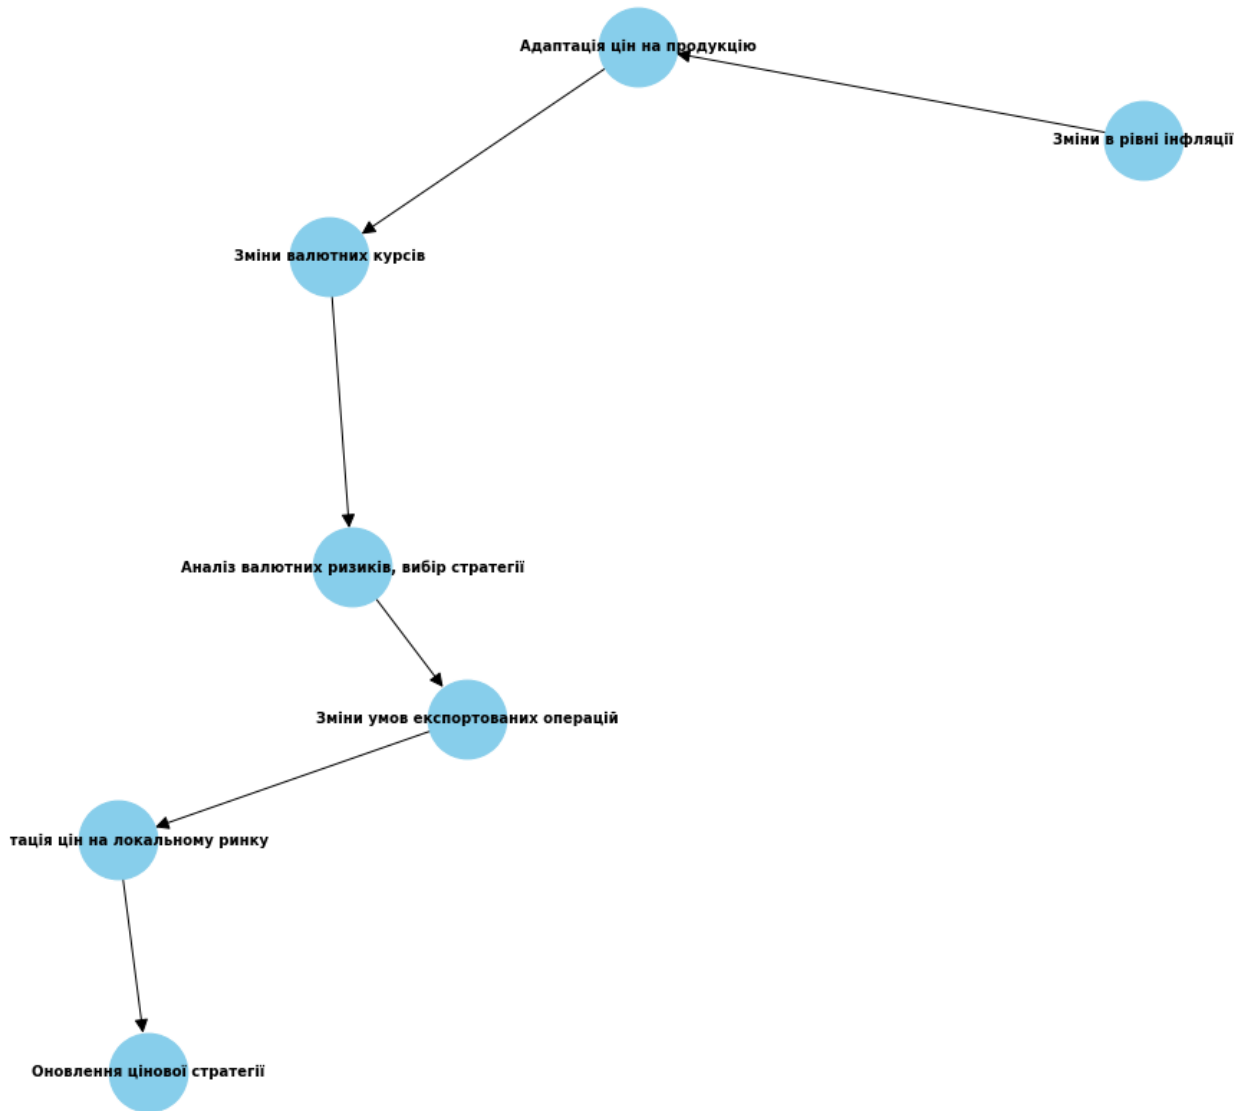 Адаптація цін на продукцію
Зміни в рівні інфляції
Зміни валютних курсів
Аналіз валютних ризиків, вибір стратегії
Зміни умов експортованих операцій
тація цін на локальному ринку
Оновлення цінової стратегії